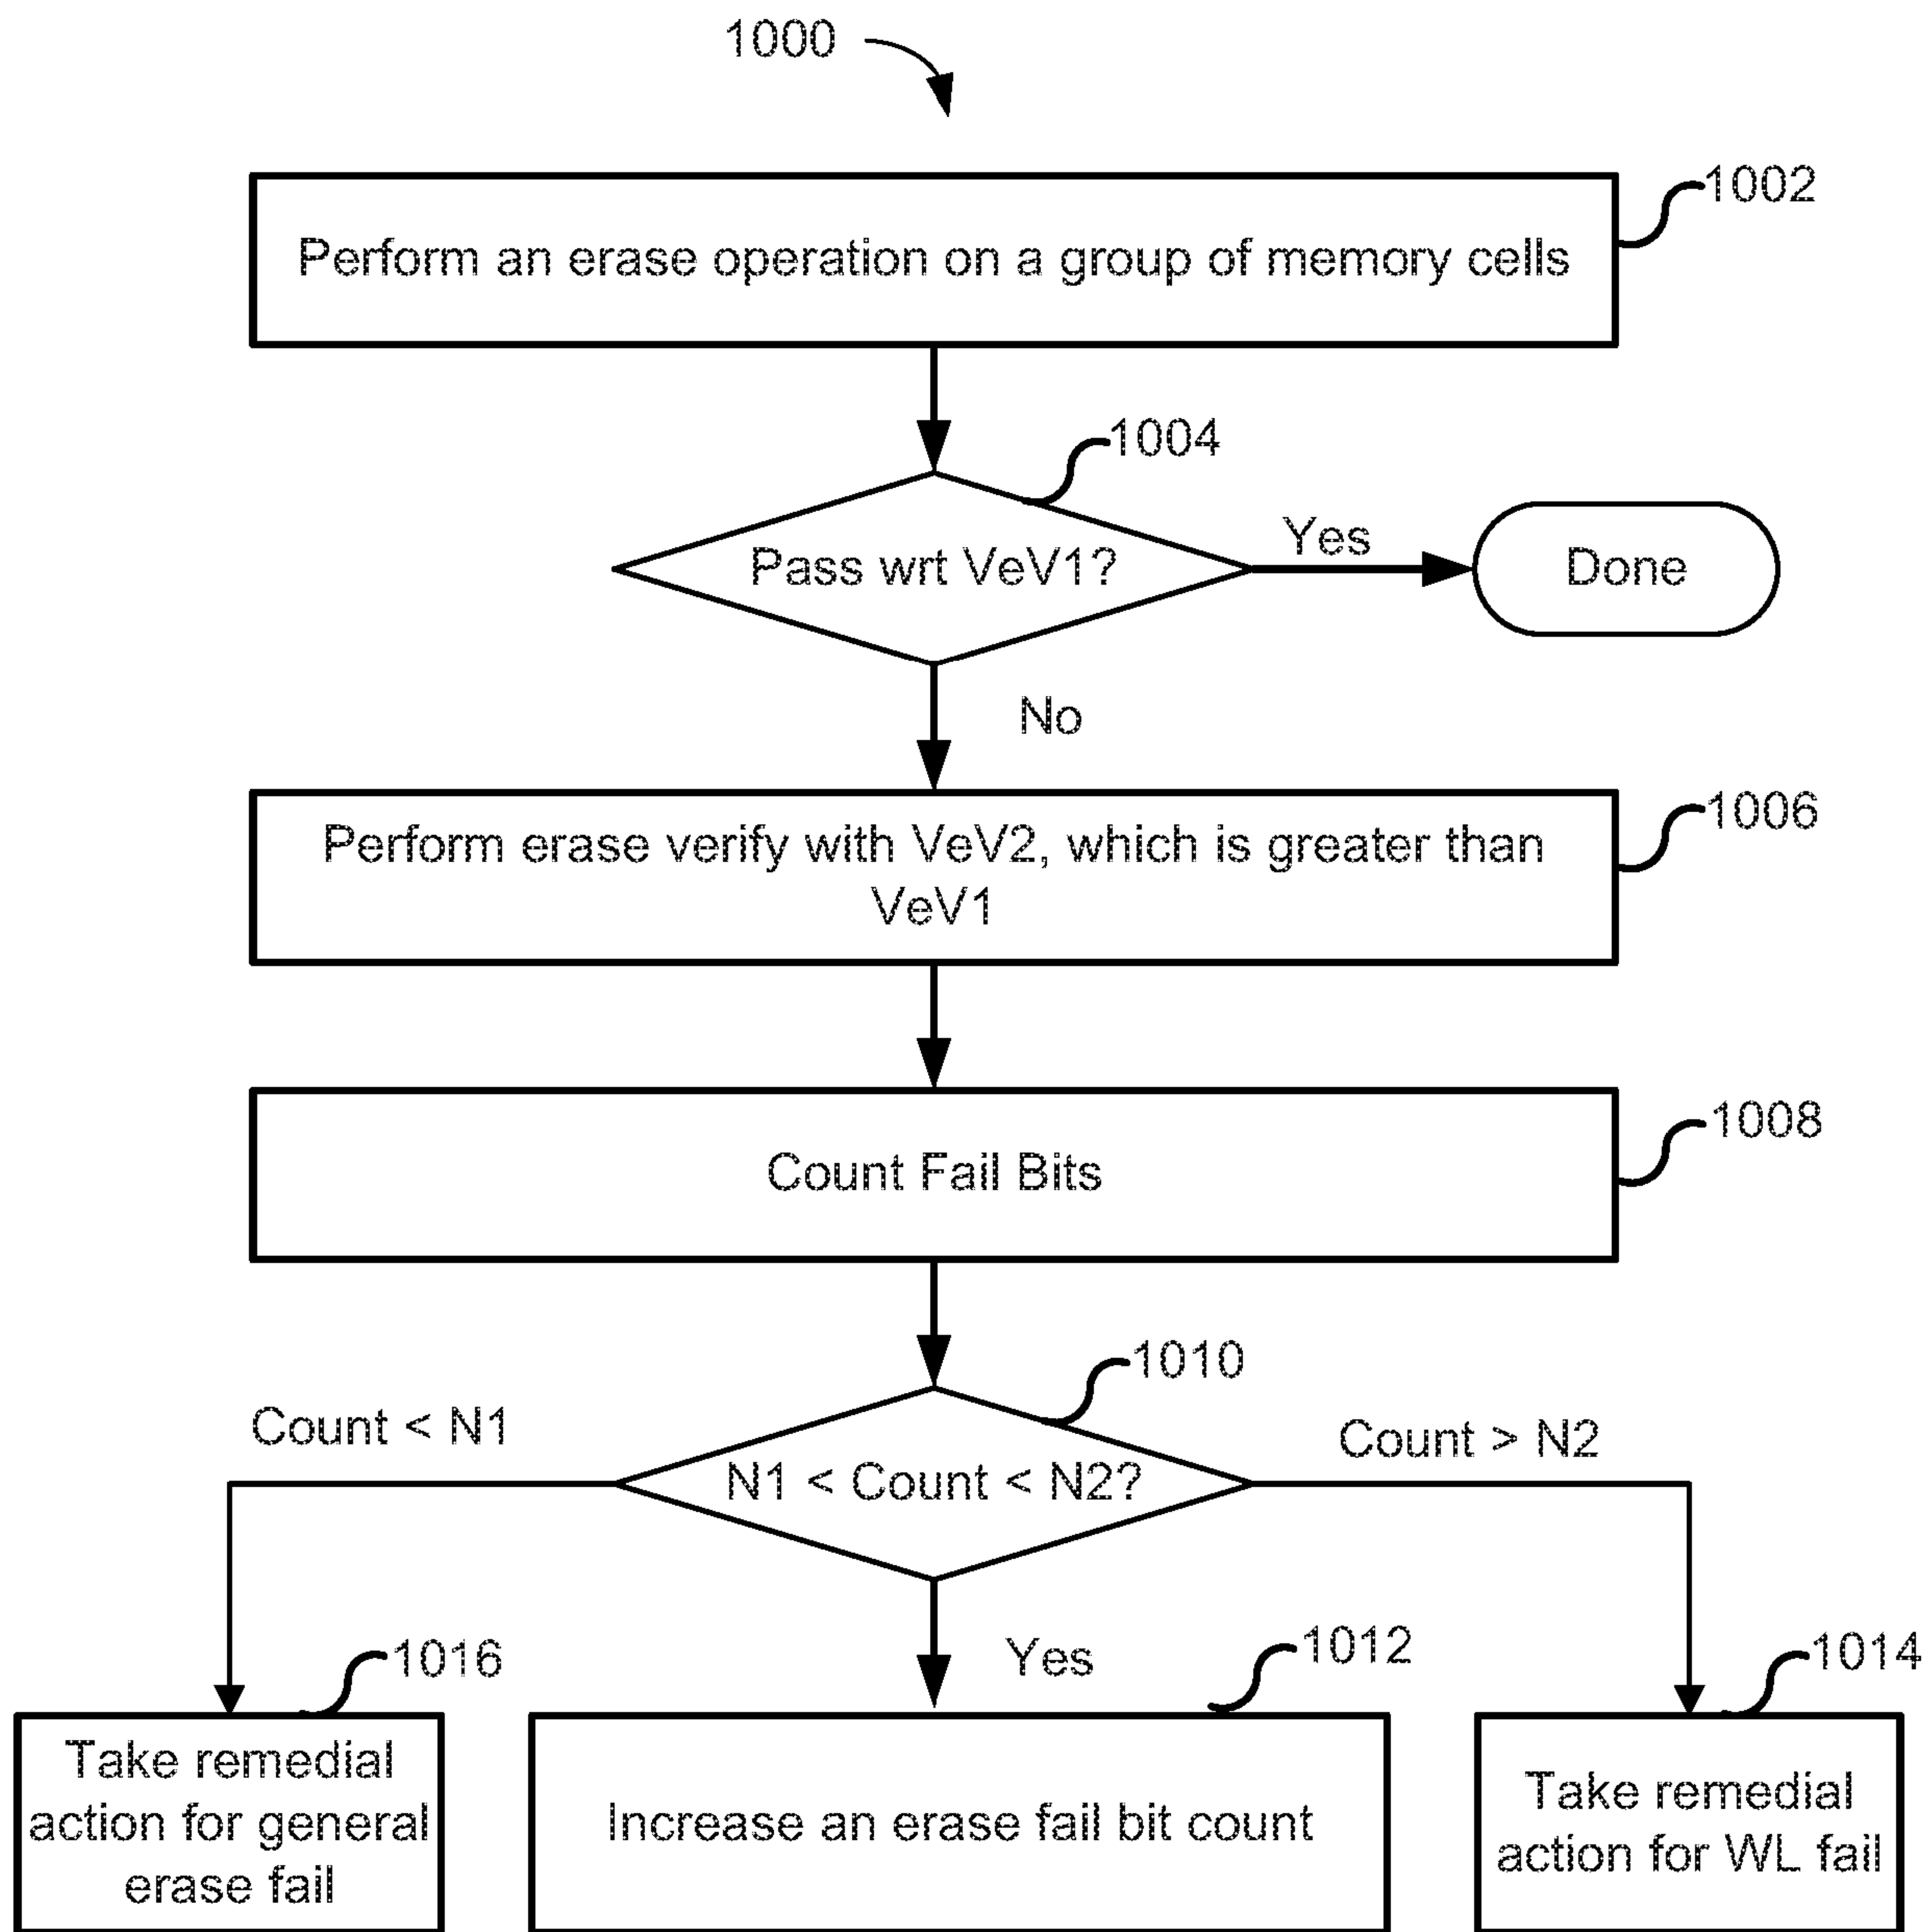 1000
1002
Perform an erase operation on a group of memory cells
1004
Pass wrt VeV1?
Yes
Done
No
1006
Perform erase verify with VeV2, which is greater than
VeV1
1008
Count Fail Bits
1010
Count < N1
N1 < Count < N2?
Count > N2
1016
Yes
1012
1014
Take remedial
action for general
erase fail
Increase an erase fail bit count
Take remedial
action for WL fail